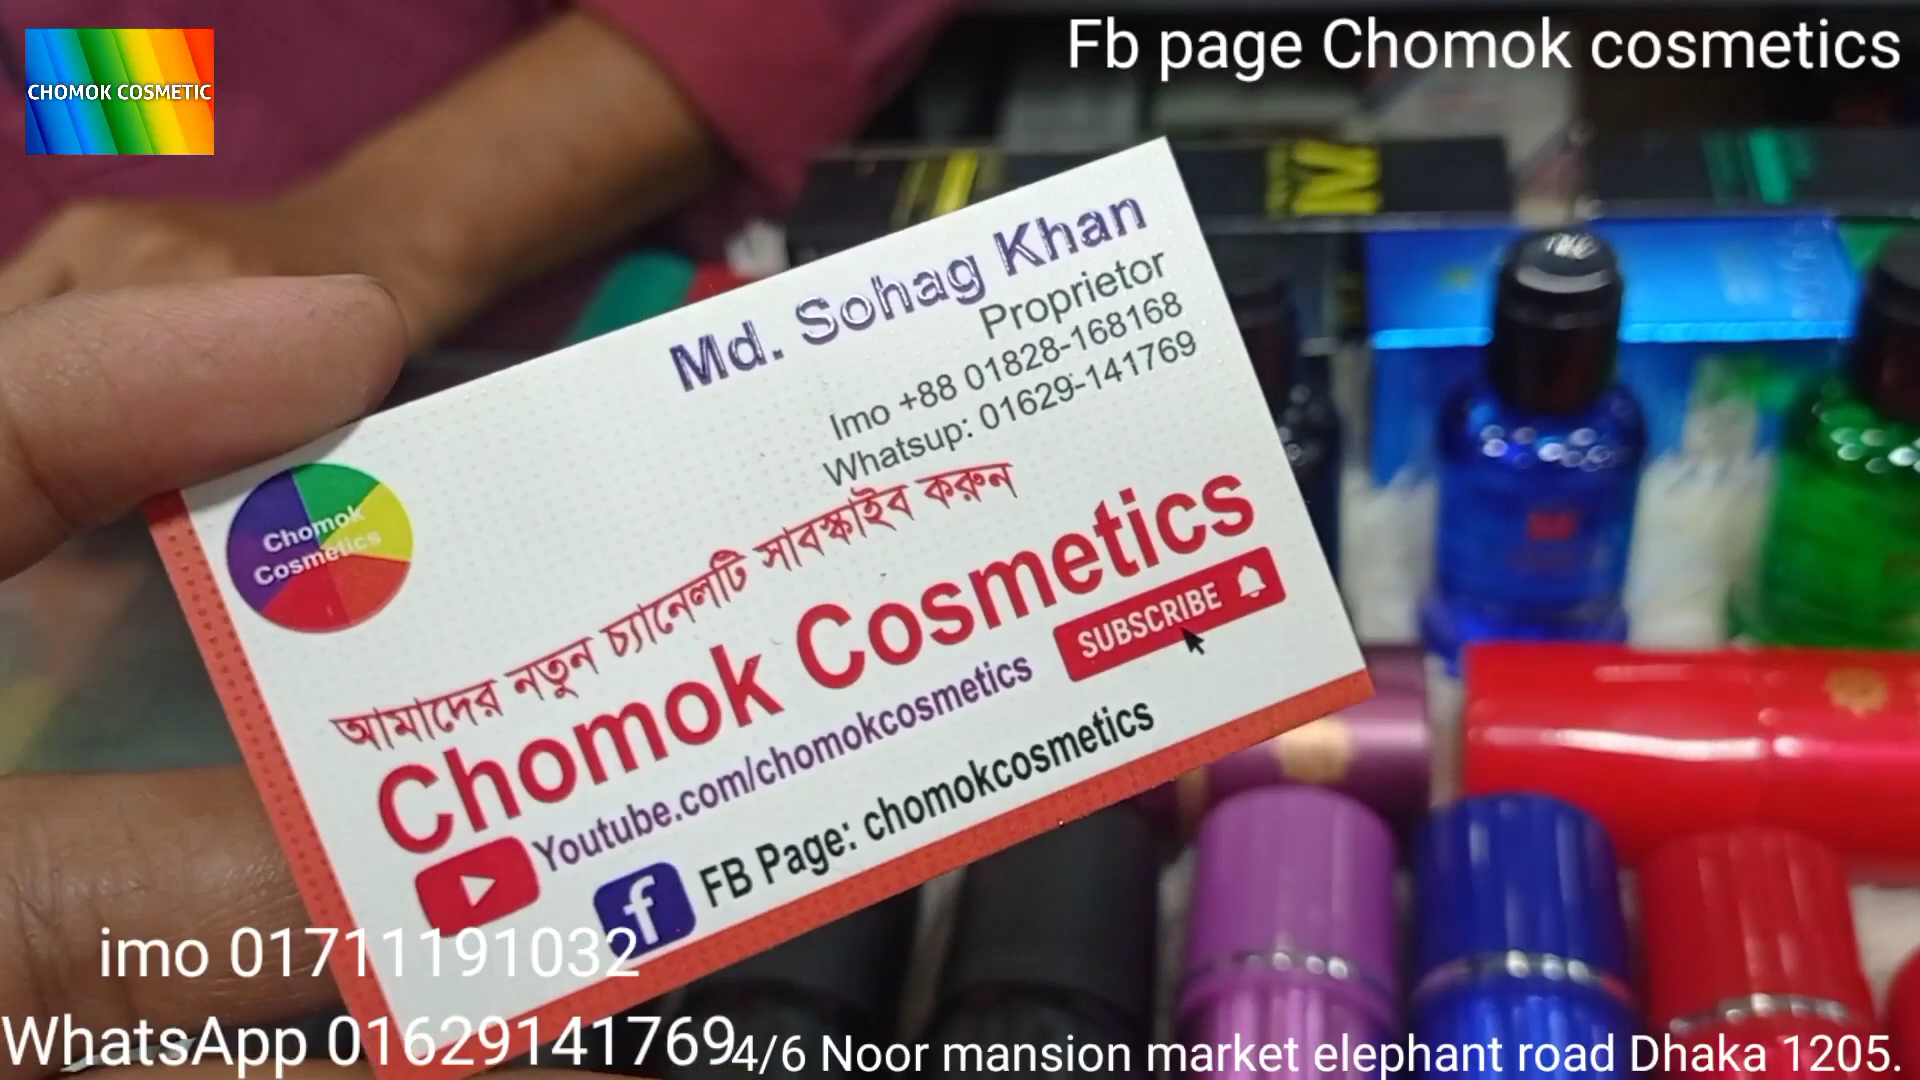 CHOMOK COSMETIC
Fb page Chomok cosmetics
Md. Sohag Khan
Proprietor
Imo +88 01828-168168
Whatsup: 01629-141769
Chomok
Cosmetics
আমাদের নতুন চ্যানেলটি সাবস্ক্রাইব করুন
Chomok Cosmetics
Youtube.com/chomokcosmetics
SUBSCRIBE
FB Page: chomokcosmetics
imo 01711191032
WhatsApp 01629141769
4/6 Noor mansion market elephant road Dhaka 1205.